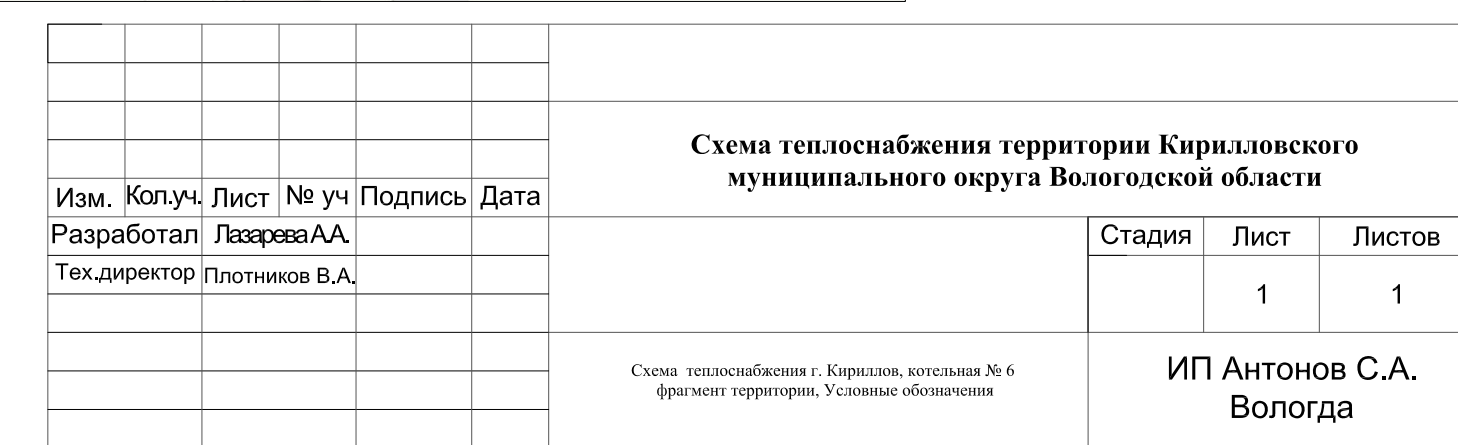 Схема теплоснабжения территории Кирилловского
муниципального округа Вологодской области
Изм. Кол.уч. Лист № уч Подпись Дата
Разработал Лазарева А.А.
Стадия Лист Листов
Тех.директор Плотников В.А.
1 1
Схема теплоснабжения г. Кириллов, котельная № 6
фрагмент территории, Условные обозначения
ИП Антонов С.А.
Вологда